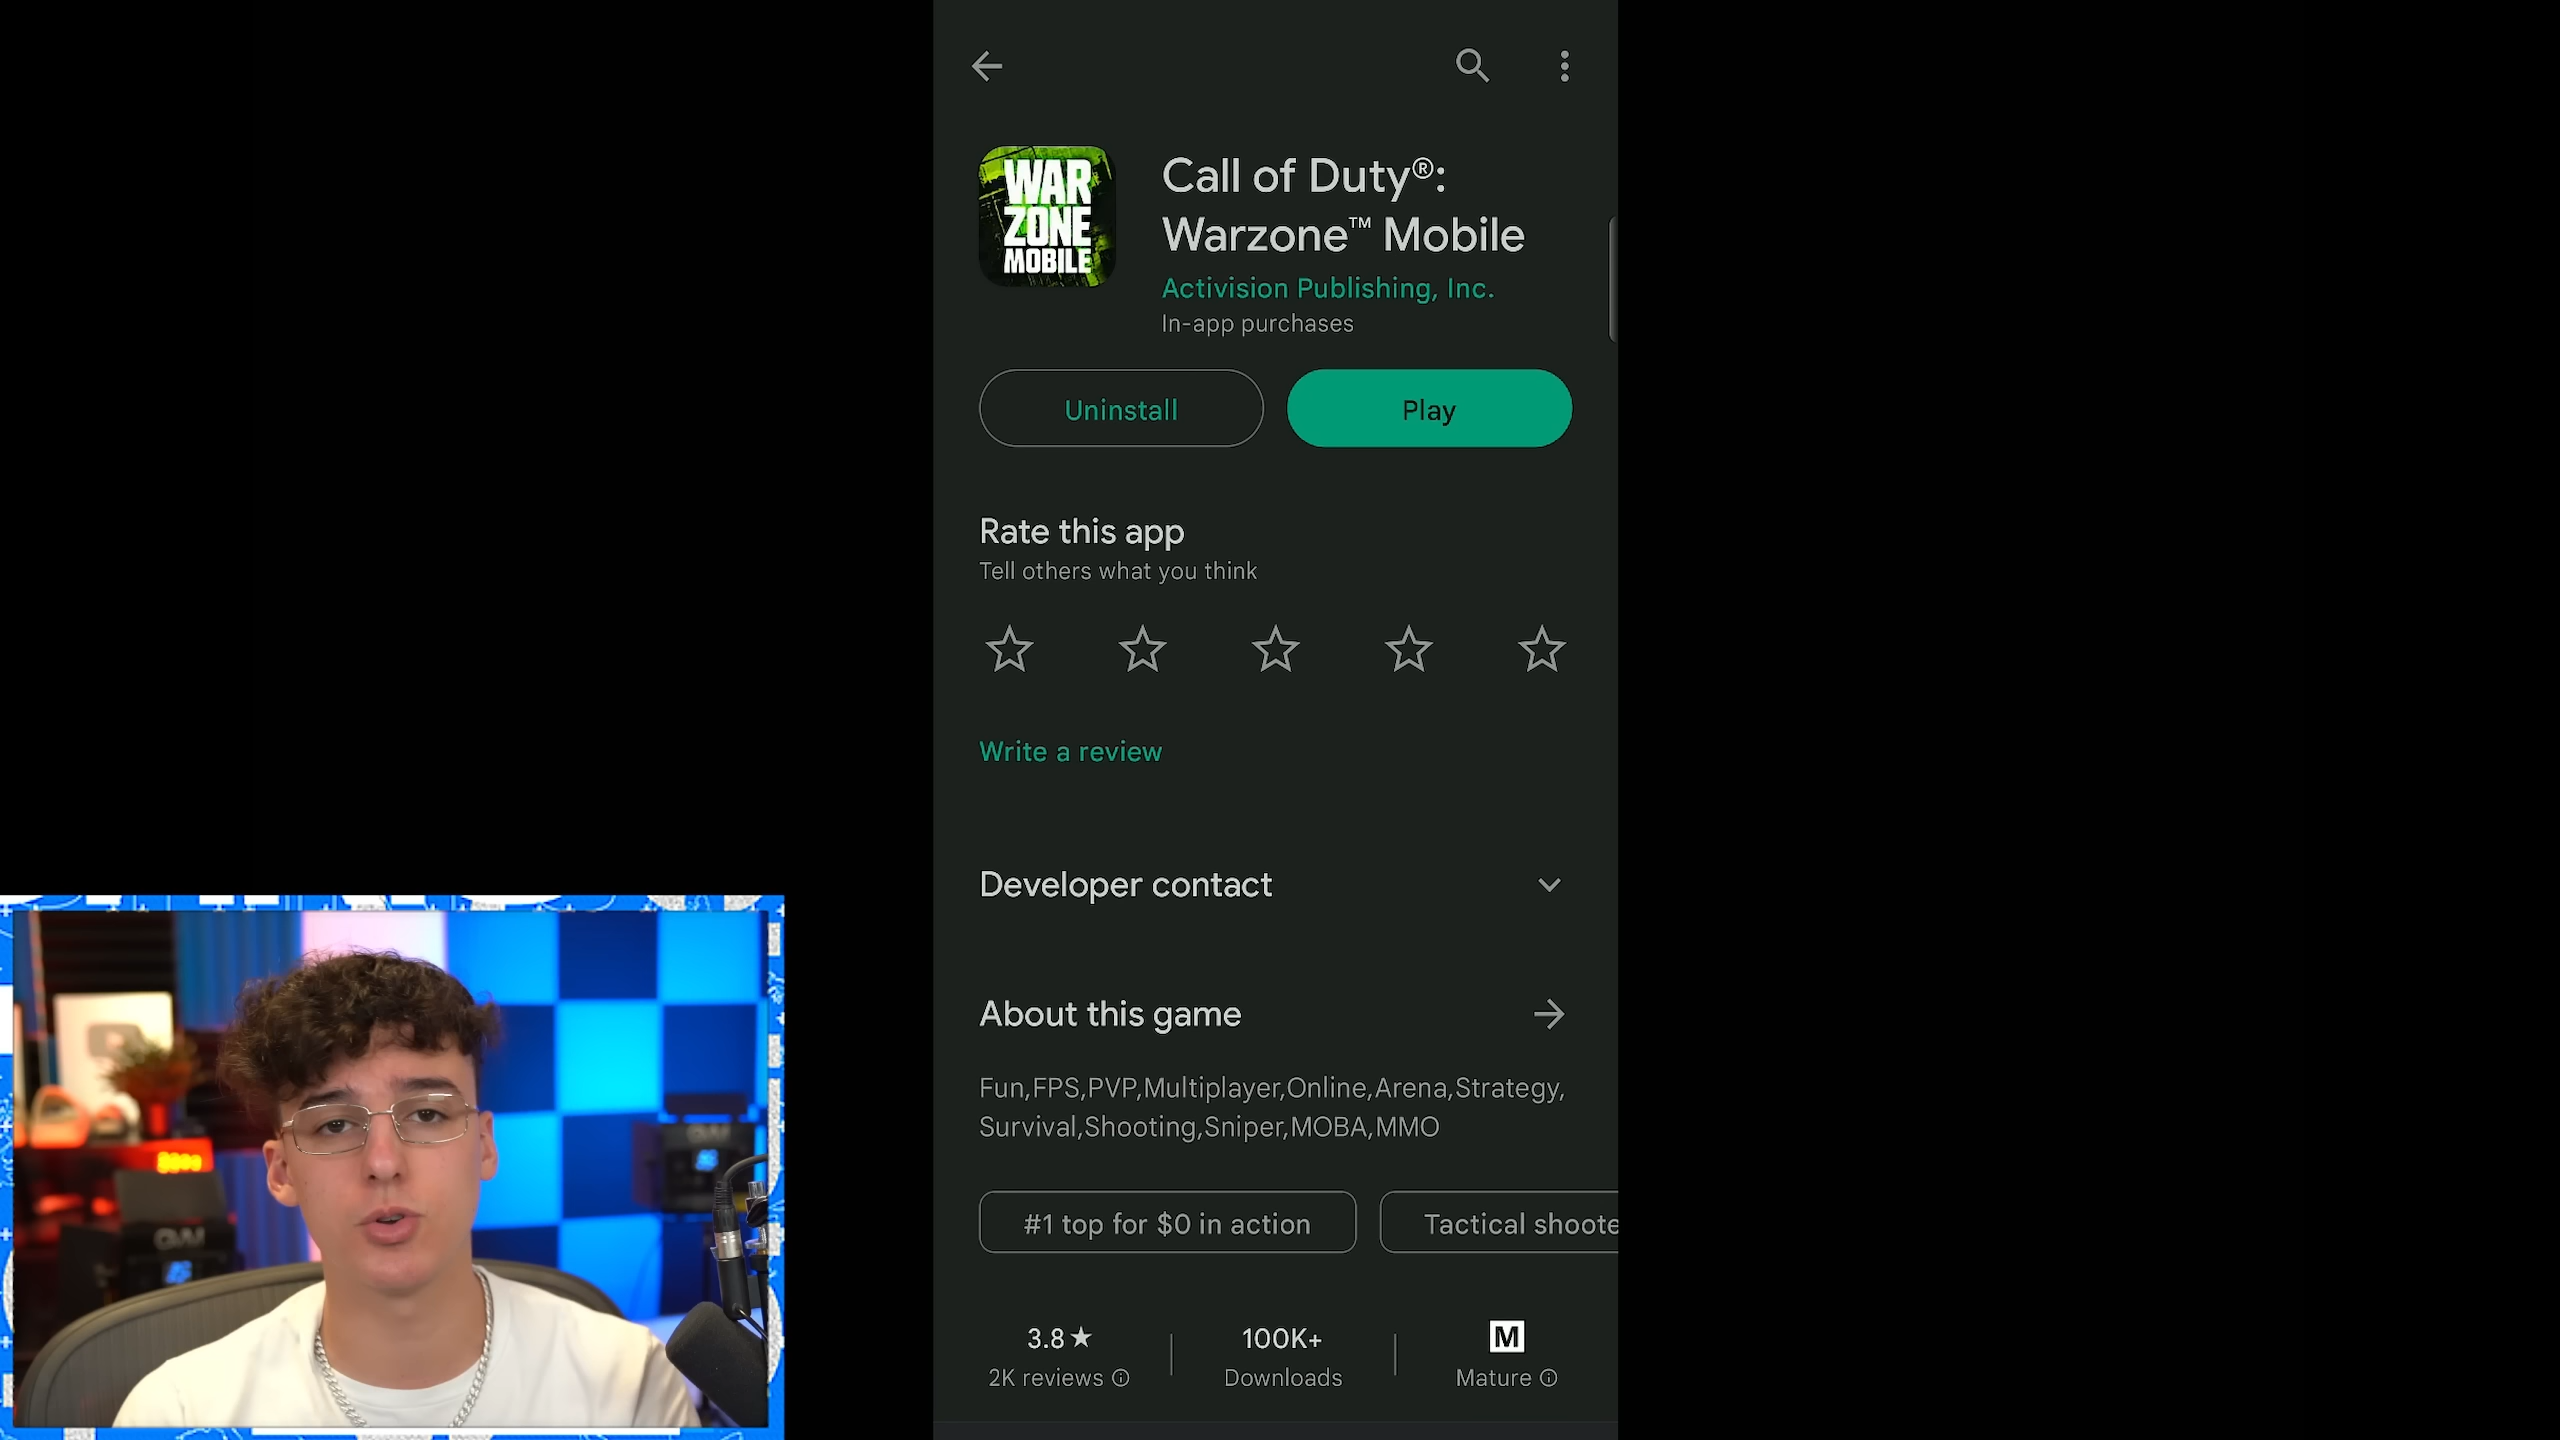 WAR
ZONE
MOBILE
Call of Duty®:
Warzone™ Mobile
Activision Publishing, Inc.
In-app purchases
Uninstall
Play
Rate this app
Tell others what you think
Write a review
Developer contact
About this game
Fun,FPS,PVP,Multiplayer,Online,Arena,Strategy,
Survival,Shooting,Sniper,MOBA,MMO
#1 top for $0 in action
Tactical shoote
3.8★
2K reviews
100K+
Downloads
M
Mature